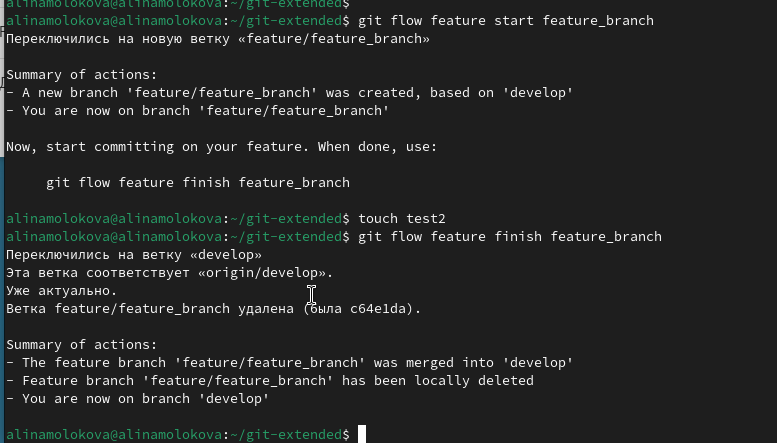 alinamolokova@alinamolokova:~/git-extended$
alinamolokova@alinamolokova:~/git-extended$ git flow feature start feature_branch
Переключились на новую ветку «feature/feature_branch»
Summary of actions:
- A new branch 'feature/feature_branch' was created, based on 'develop'
- You are now on branch 'feature/feature_branch'
Now, start committing on your feature. When done, use:
git flow feature finish feature_branch
alinamolokova@alinamolokova:~/git-extended$ touch test2
alinamolokova@alinamolokova:~/git-extended$ git flow feature finish feature_branch
Переключились на ветку «develop»
Эта ветка соответствует «origin/develop».
Уже актуально.
Ветка feature/feature_branch удалена (была c64e1da).
Summary of actions:
- The feature branch 'feature/feature_branch' was merged into 'develop'
- Feature branch 'feature/feature_branch' has been locally deleted
- You are now on branch 'develop'
alinamolokova@alinamolokova:~/git-extended$